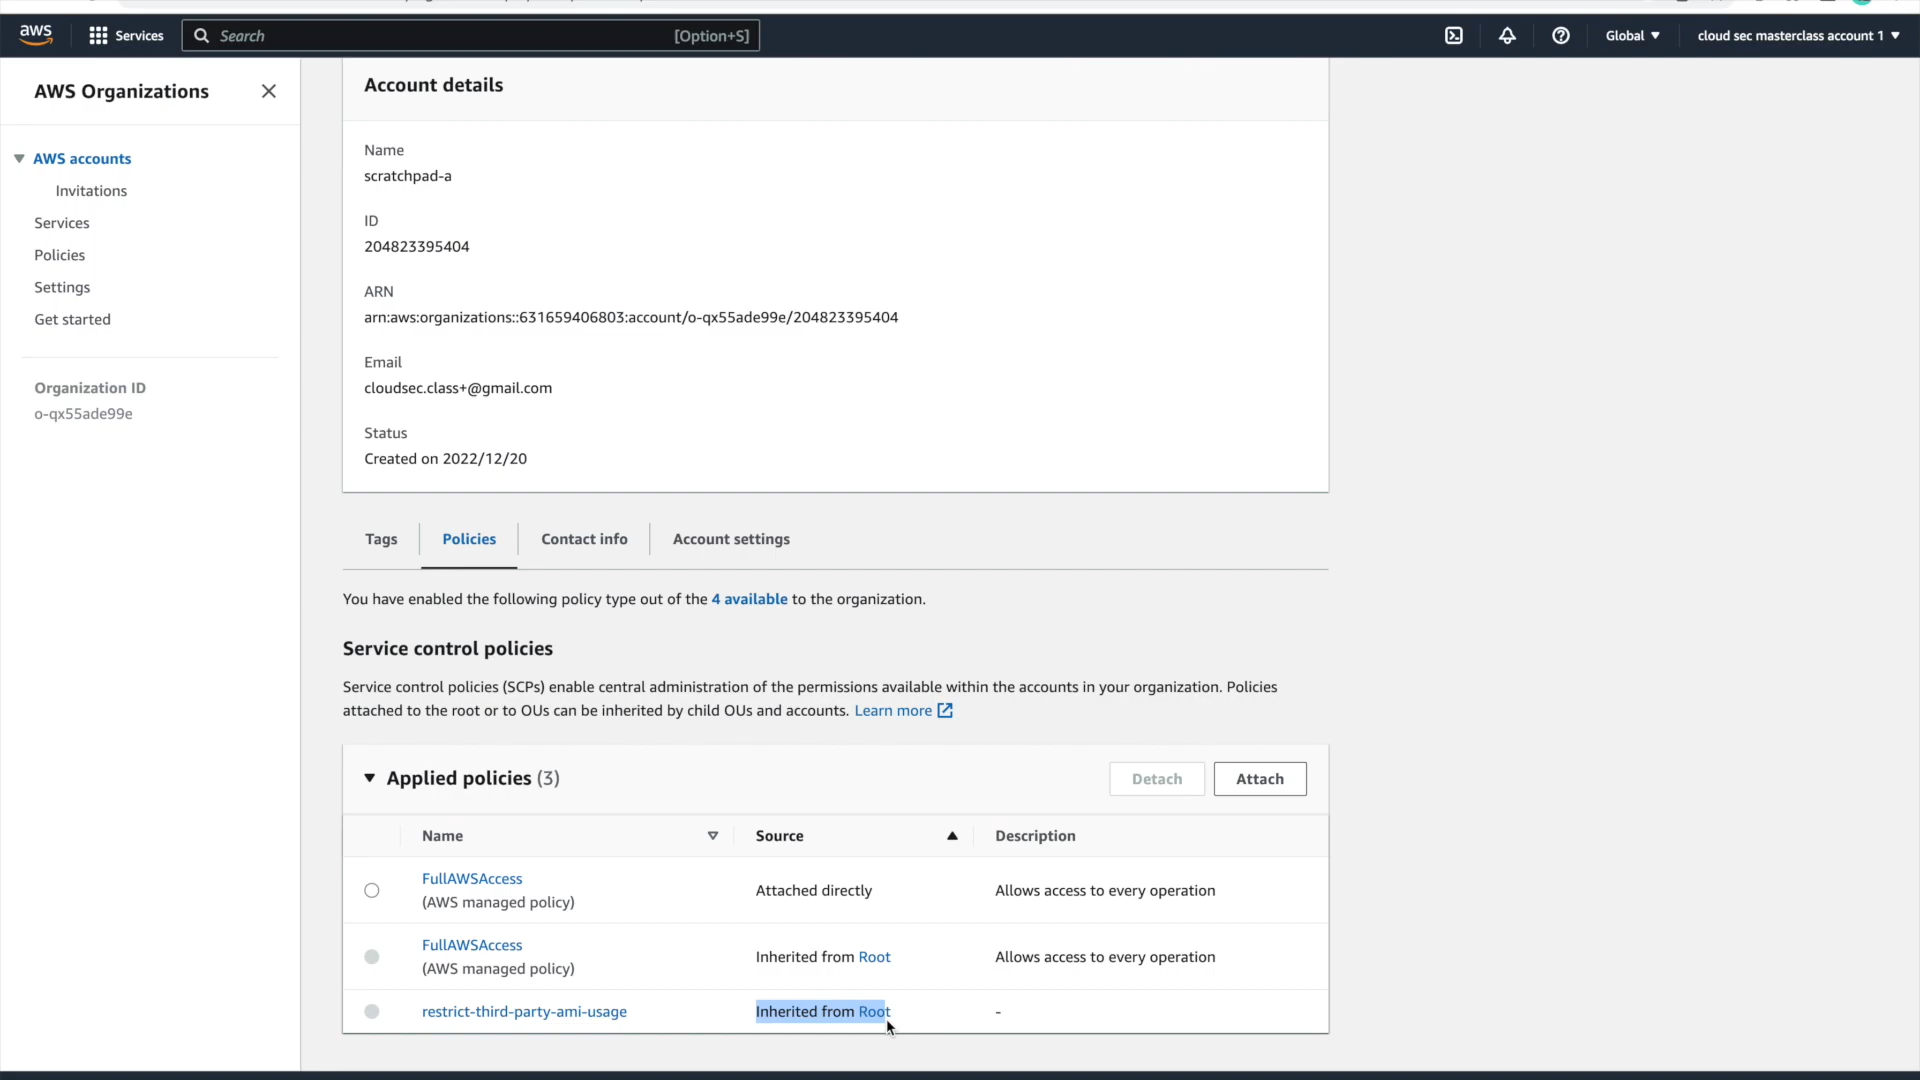 aws
Services
Search
[Option+S]
Global
cloud sec masterclass account 1
AWS Organizations
AWS accounts
Invitations
Services
Policies
Settings
Get started
Organization ID
o-qx55ade99e
Account details
Name
scratchpad-a
ID
204823395404
ARN
arn:aws:organizations::631659406803:account/o-qx55ade99e/204823395404
Email
cloudsec.class+@gmail.com
Status
Created on 2022/12/20
Tags
Policies
Contact info
Account settings
You have enabled the following policy type out of the 4 available to the organization.
Service control policies
Service control policies (SCPs) enable central administration of the permissions available within the accounts in your organization. Policies
attached to the root or to OUs can be inherited by child OUs and accounts. Learn more
Applied policies (3)
Detach
Attach
Name
Source
Description
FullAWSAccess
(AWS managed policy)
Attached directly
Allows access to every operation
FullAWSAccess
(AWS managed policy)
Inherited from Root
Allows access to every operation
restrict-third-party-ami-usage
Inherited from Root
-